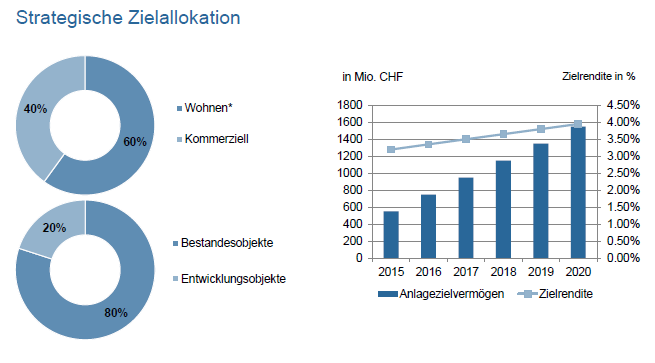 Strategische Zielallokation
40%
60%
Wohnen*
Kommerziell
20%
80%
Bestandesobjekte
Entwicklungsobjekte
in Mio. CHF
Zielrendite in %
1800
1600
1400
1200
1000
800
600
400
200
0
4.50%
4.00%
3.50%
3.00%
2.50%
2.00%
1.50%
1.00%
0.50%
0.00%
2015 2016 2017 2018 2019 2020
Anlagezielvermögen Zielrendite